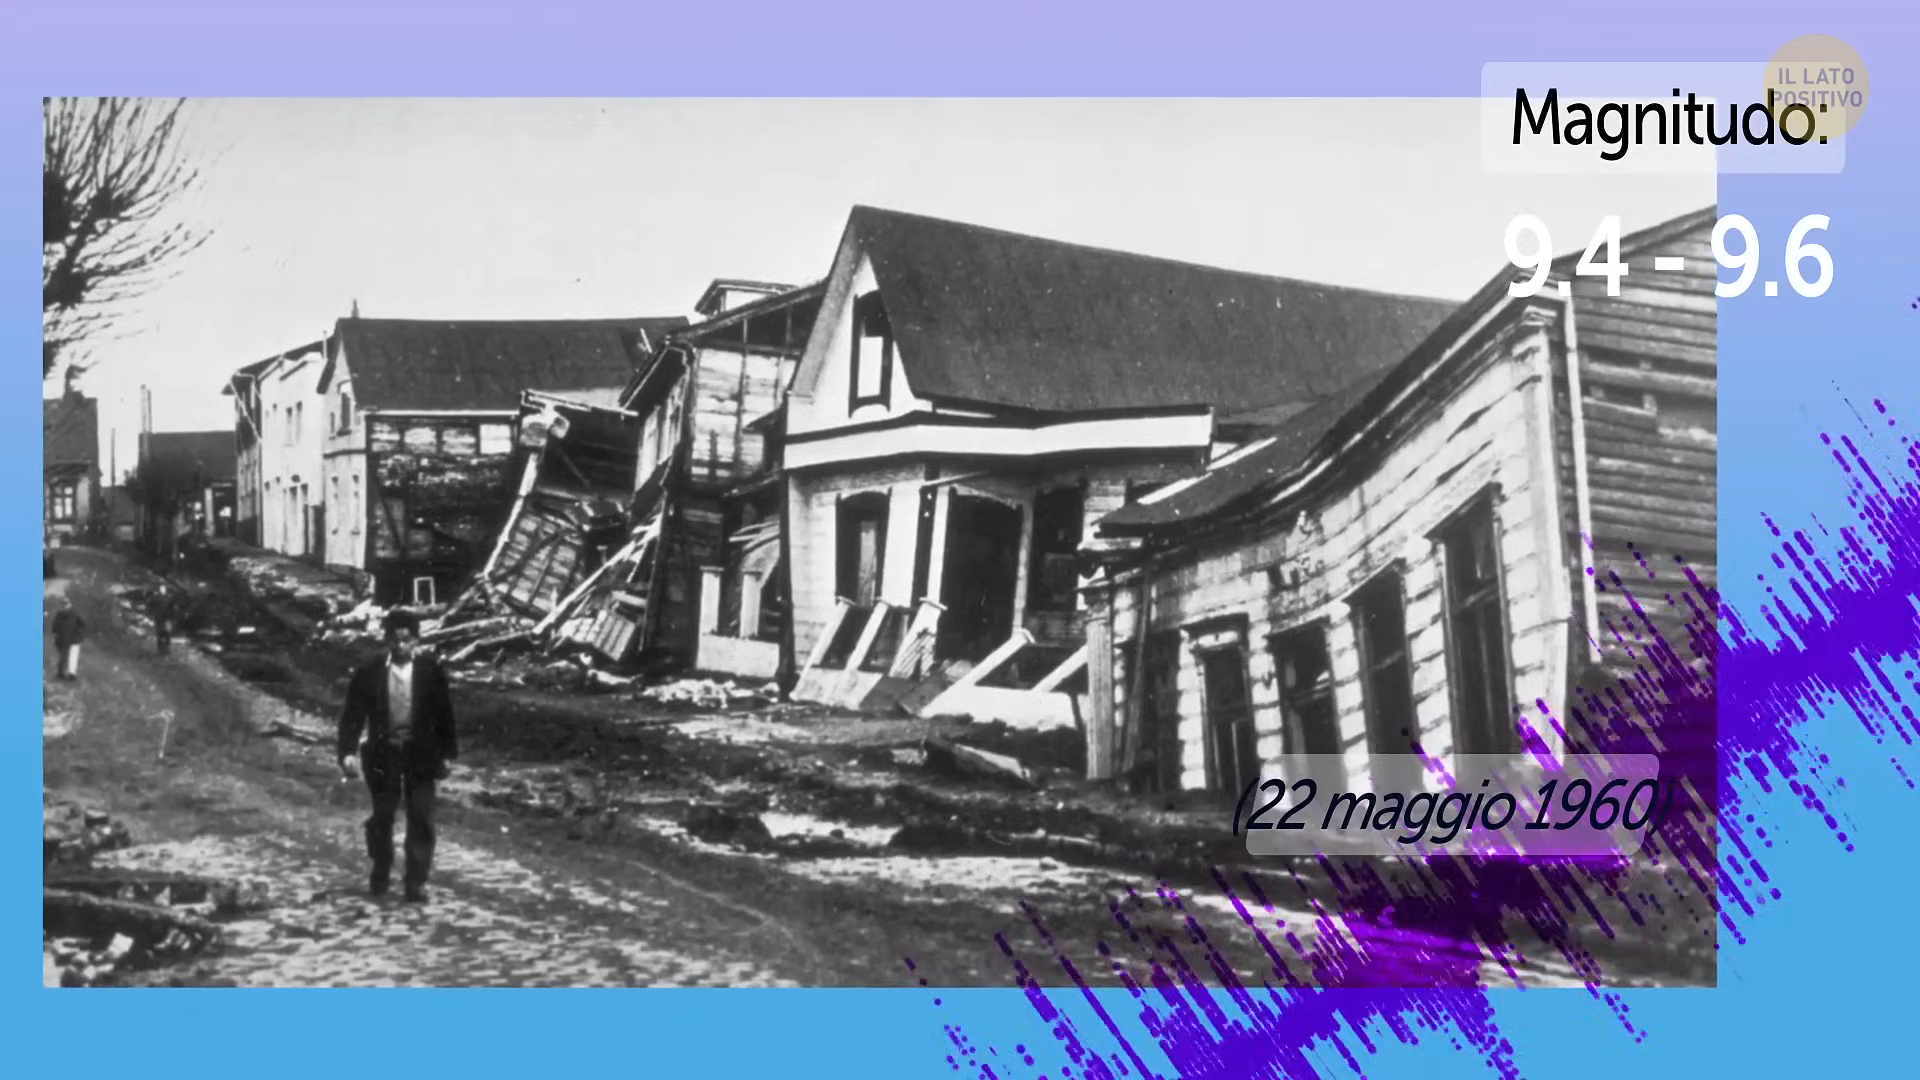 IL LATO
POSITIVO
Magnitudo:
9.4 - 9.6
(22 maggio 1960)